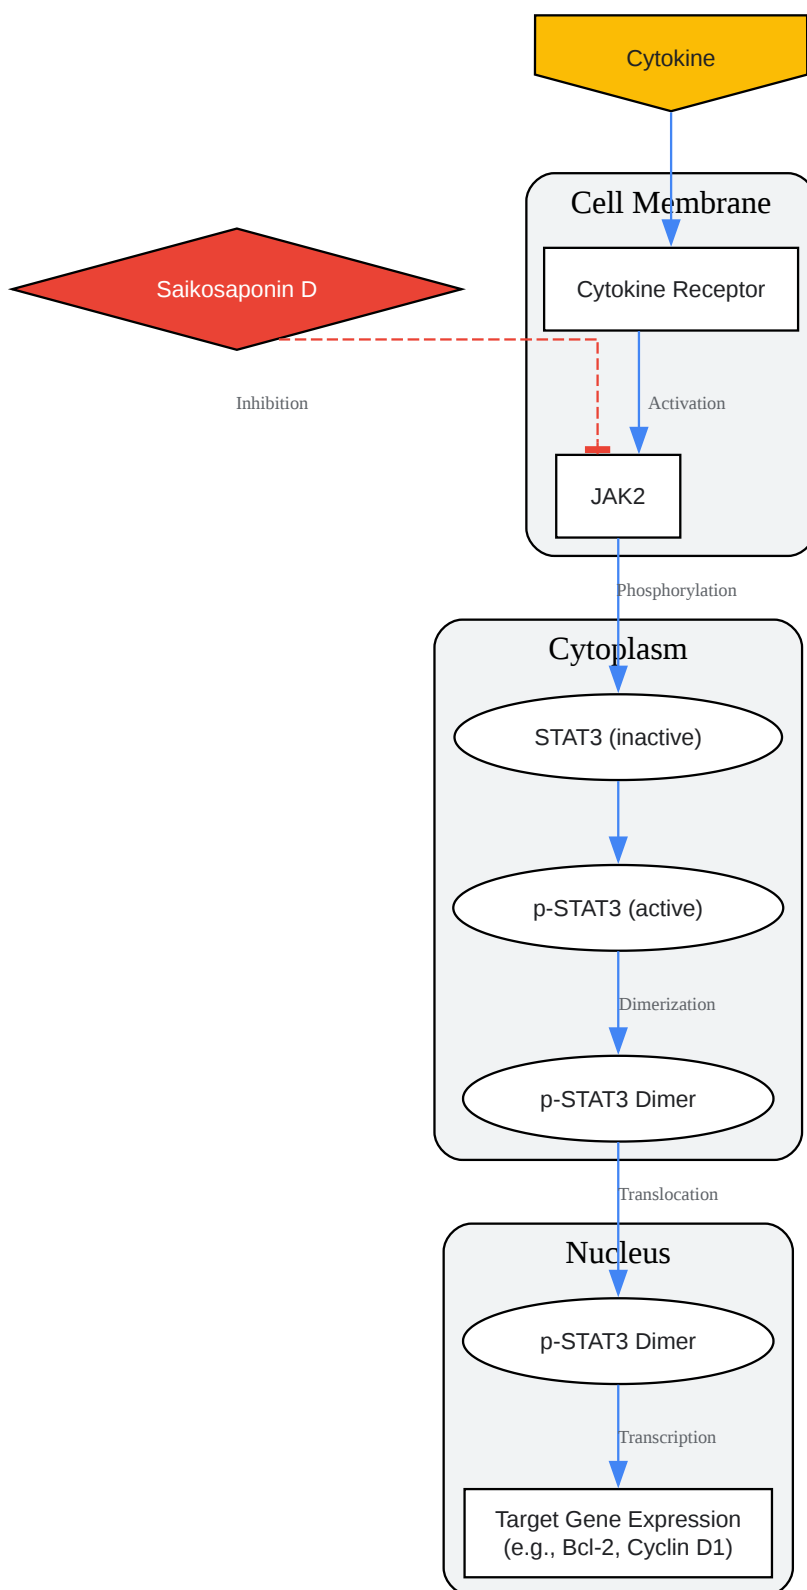 Cytokine
Cell Membrane
Saikosaponin D
Cytokine Receptor
Inhibition
Activation
JAK2
Phosphorylation
Cytoplasm
STAT3 (inactive)
p-STAT3 (active)
Dimerization
p-STAT3 Dimer
Translocation
Nucleus
p-STAT3 Dimer
Transcription
Target Gene Expression
(e.g., Bcl-2, Cyclin D1)